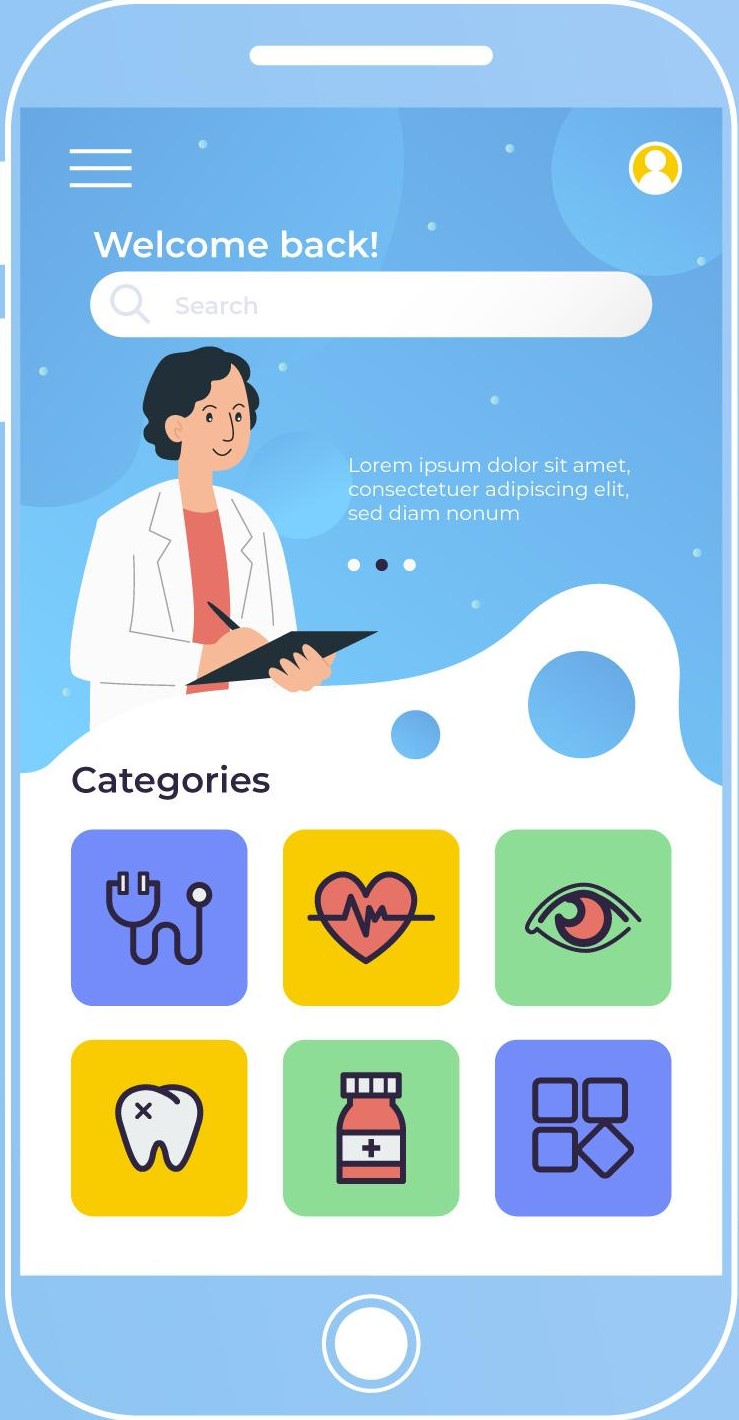 Welcome back!
Search
Lorem ipsum dolor sit amet,
consectetuer adipiscing elit,
sed diam nonum
Categories